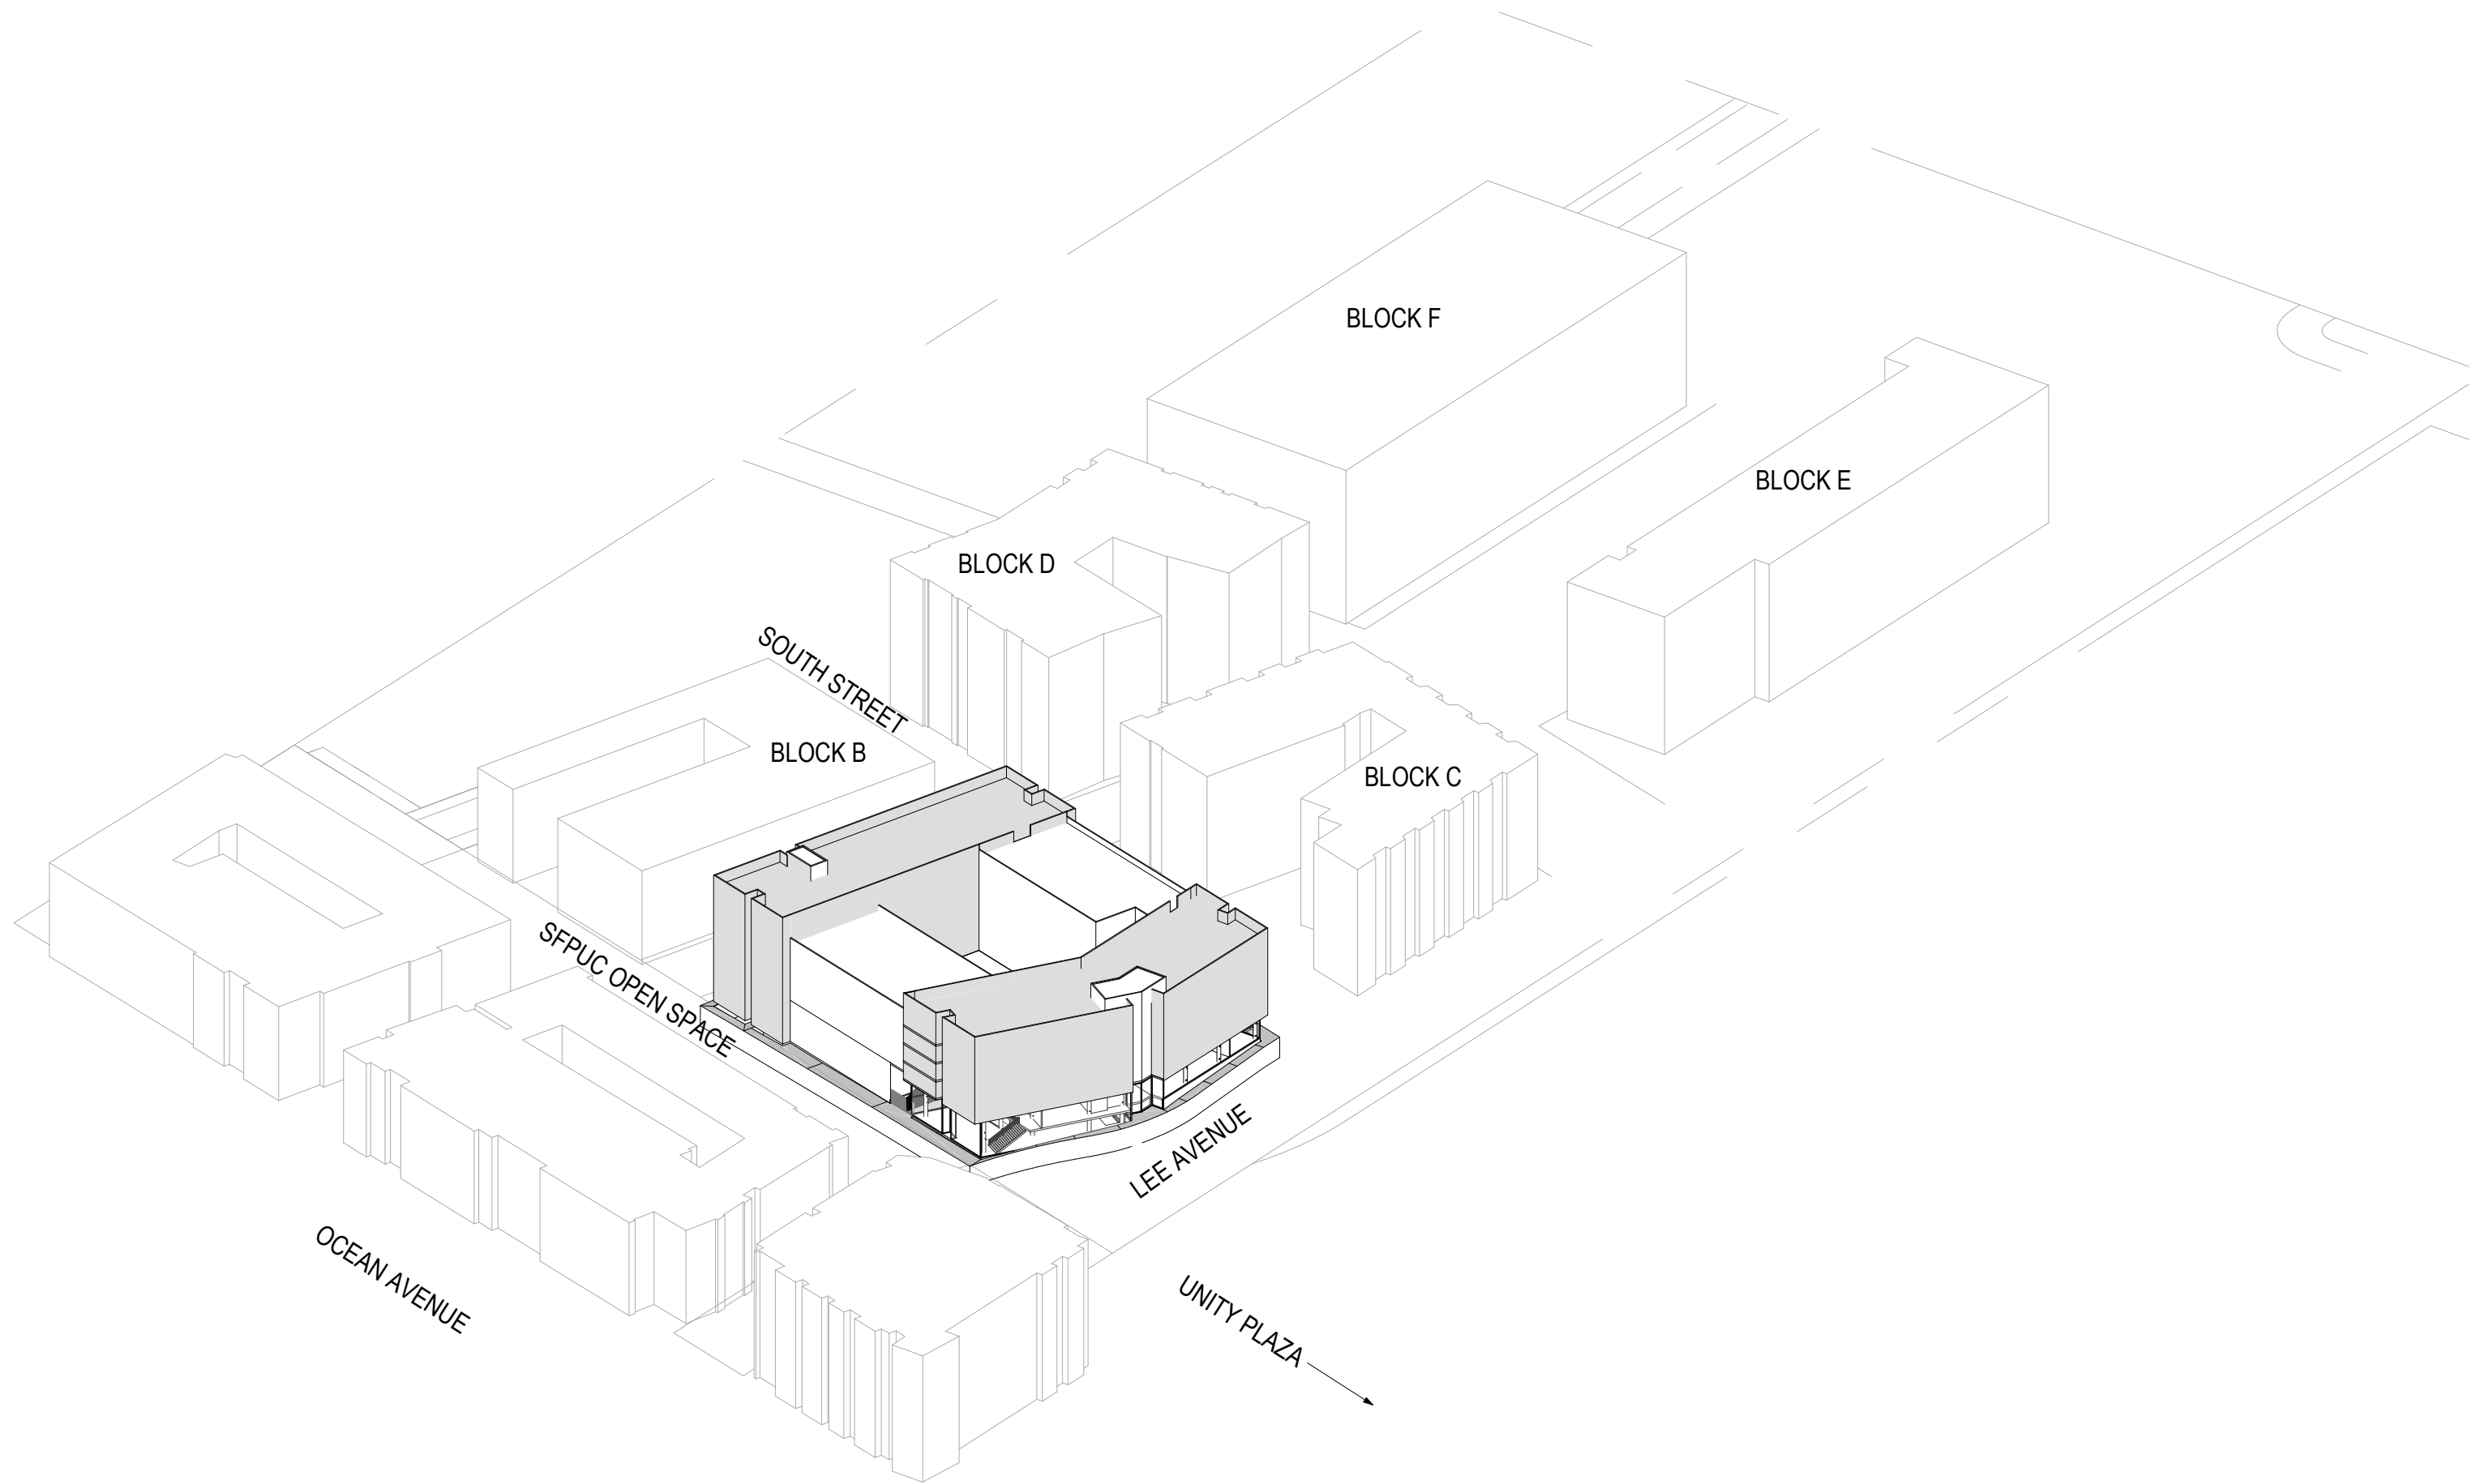 BLOCK F
BLOCK E
BLOCK D
SOUTH STREET
BLOCK B
BLOCK C
SFPUC OPEN SPACE
LEE AVENUE
OCEAN AVENUE
UNITY PLAZA